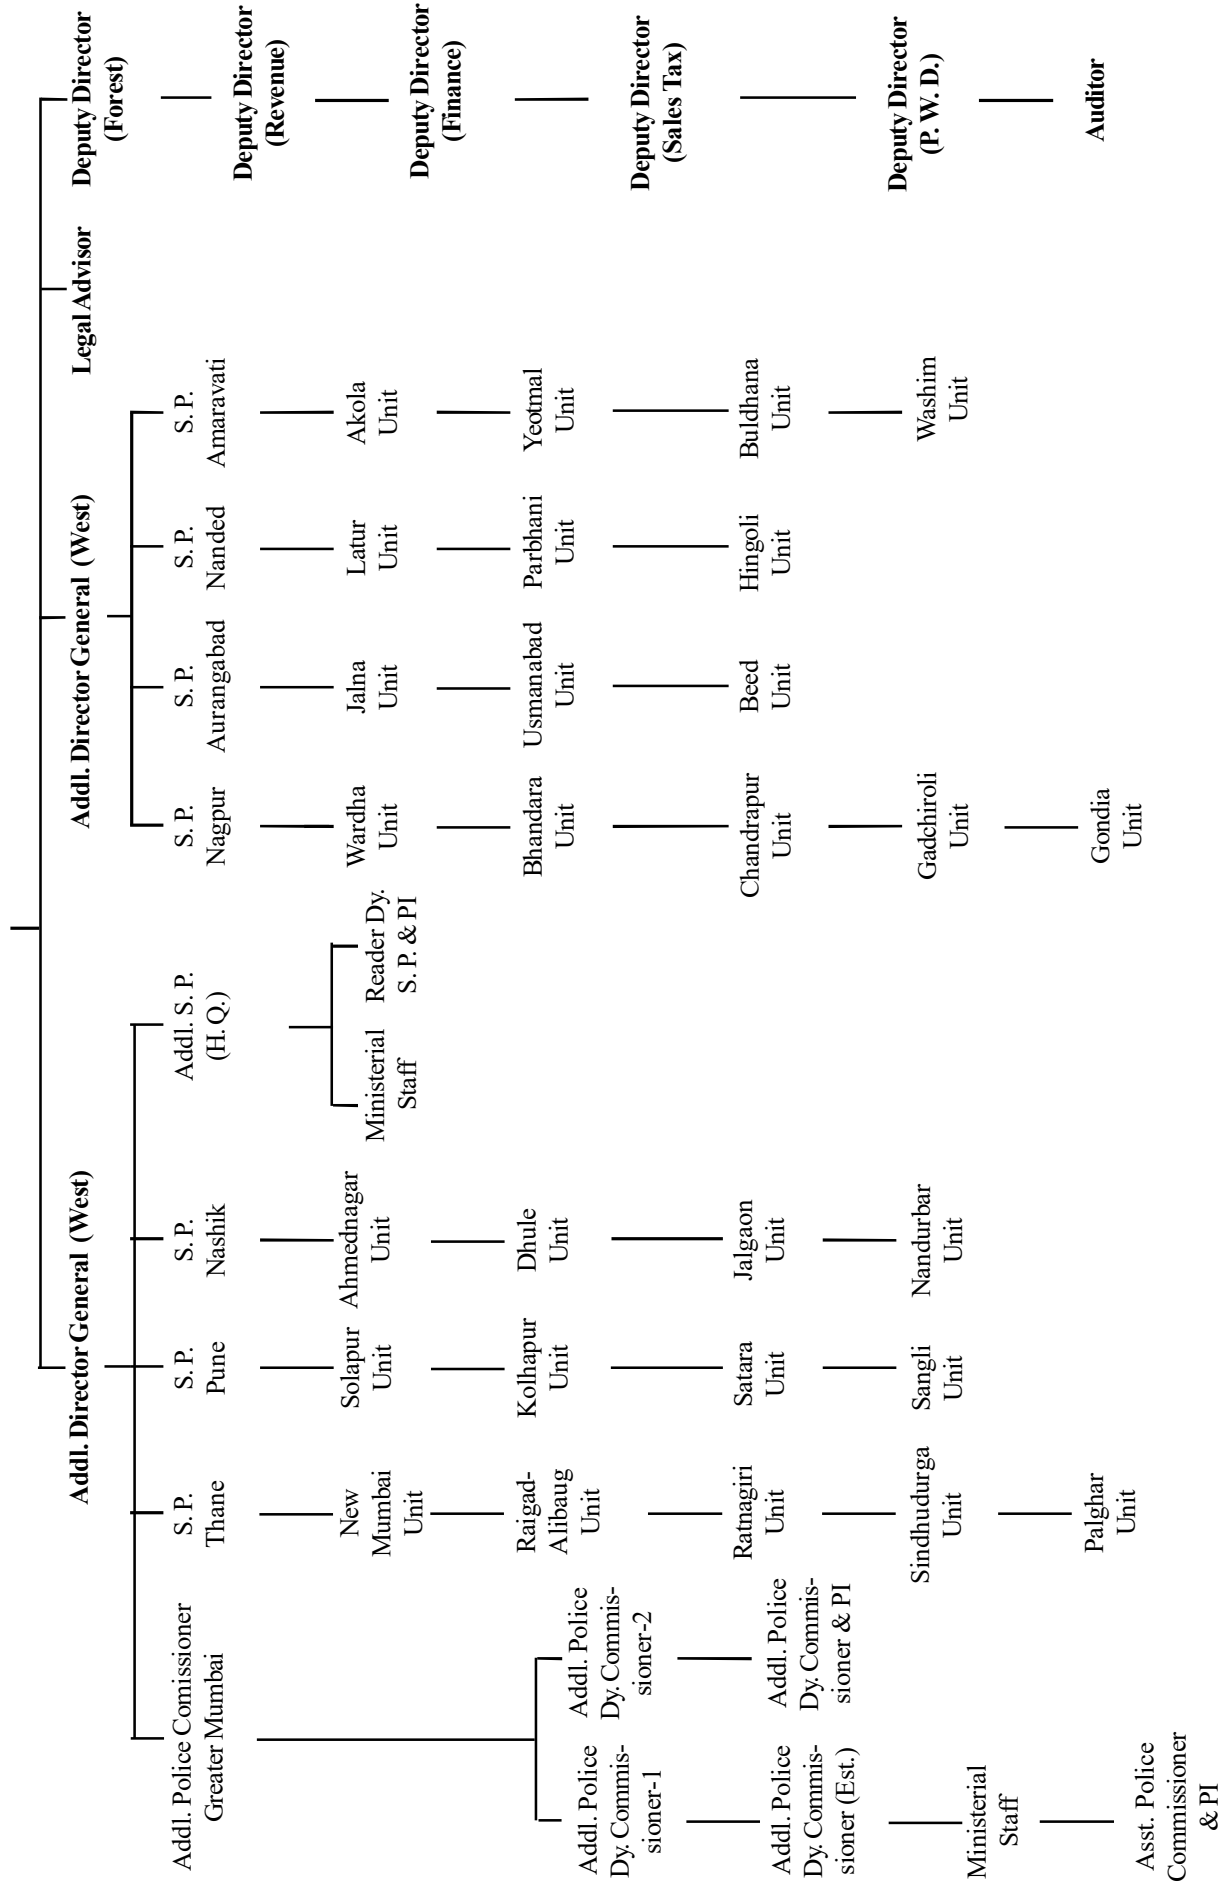 Addl. Director General (West)
Addl. Director General (West)
Legal Advisor
Deputy Director
(Forest)
Addl. Police Comissioner
Greater Mumbai
S. P.
Thane
S. P.
Pune
S. P.
Nashik
Addl. S. P.
(H. Q.)
S. P.
Nagpur
S. P.
Aurangabad
S. P.
Nanded
S. P.
Amaravati
Deputy Director
(Revenue)
New
Mumbai
Unit
Solapur
Unit
Ahmednagar
Unit
Ministerial
Staff
Reader Dy.
S. P. & PI
Wardha
Unit
Jalna
Unit
Latur
Unit
Akola
Unit
Deputy Director
(Finance)
Addl. Police
Dy. Commis-
sioner-1
Addl. Police
Dy. Commis-
sioner-2
Raigad-
Alibaug
Unit
Kolhapur
Unit
Dhule
Unit
Bhandara
Unit
Usmanabad
Unit
Parbhani
Unit
Yeotmal
Unit
Deputy Director
(Sales Tax)
Addl. Police
Dy. Commis-
sioner (Est.)
Addl. Police
Dy. Commis-
sioner & PI
Ratnagiri
Unit
Satara
Unit
Jalgaon
Unit
Chandrapur
Unit
Beed
Unit
Hingoli
Unit
Buldhana
Unit
Deputy Director
(P. W. D.)
Ministerial
Staff
Sindhudurga
Unit
Sangli
Unit
Nandurbar
Unit
Gadchiroli
Unit
Washim
Unit
Auditor
Asst. Police
Commissioner
& PI
Palghar
Unit
Gondia
Unit